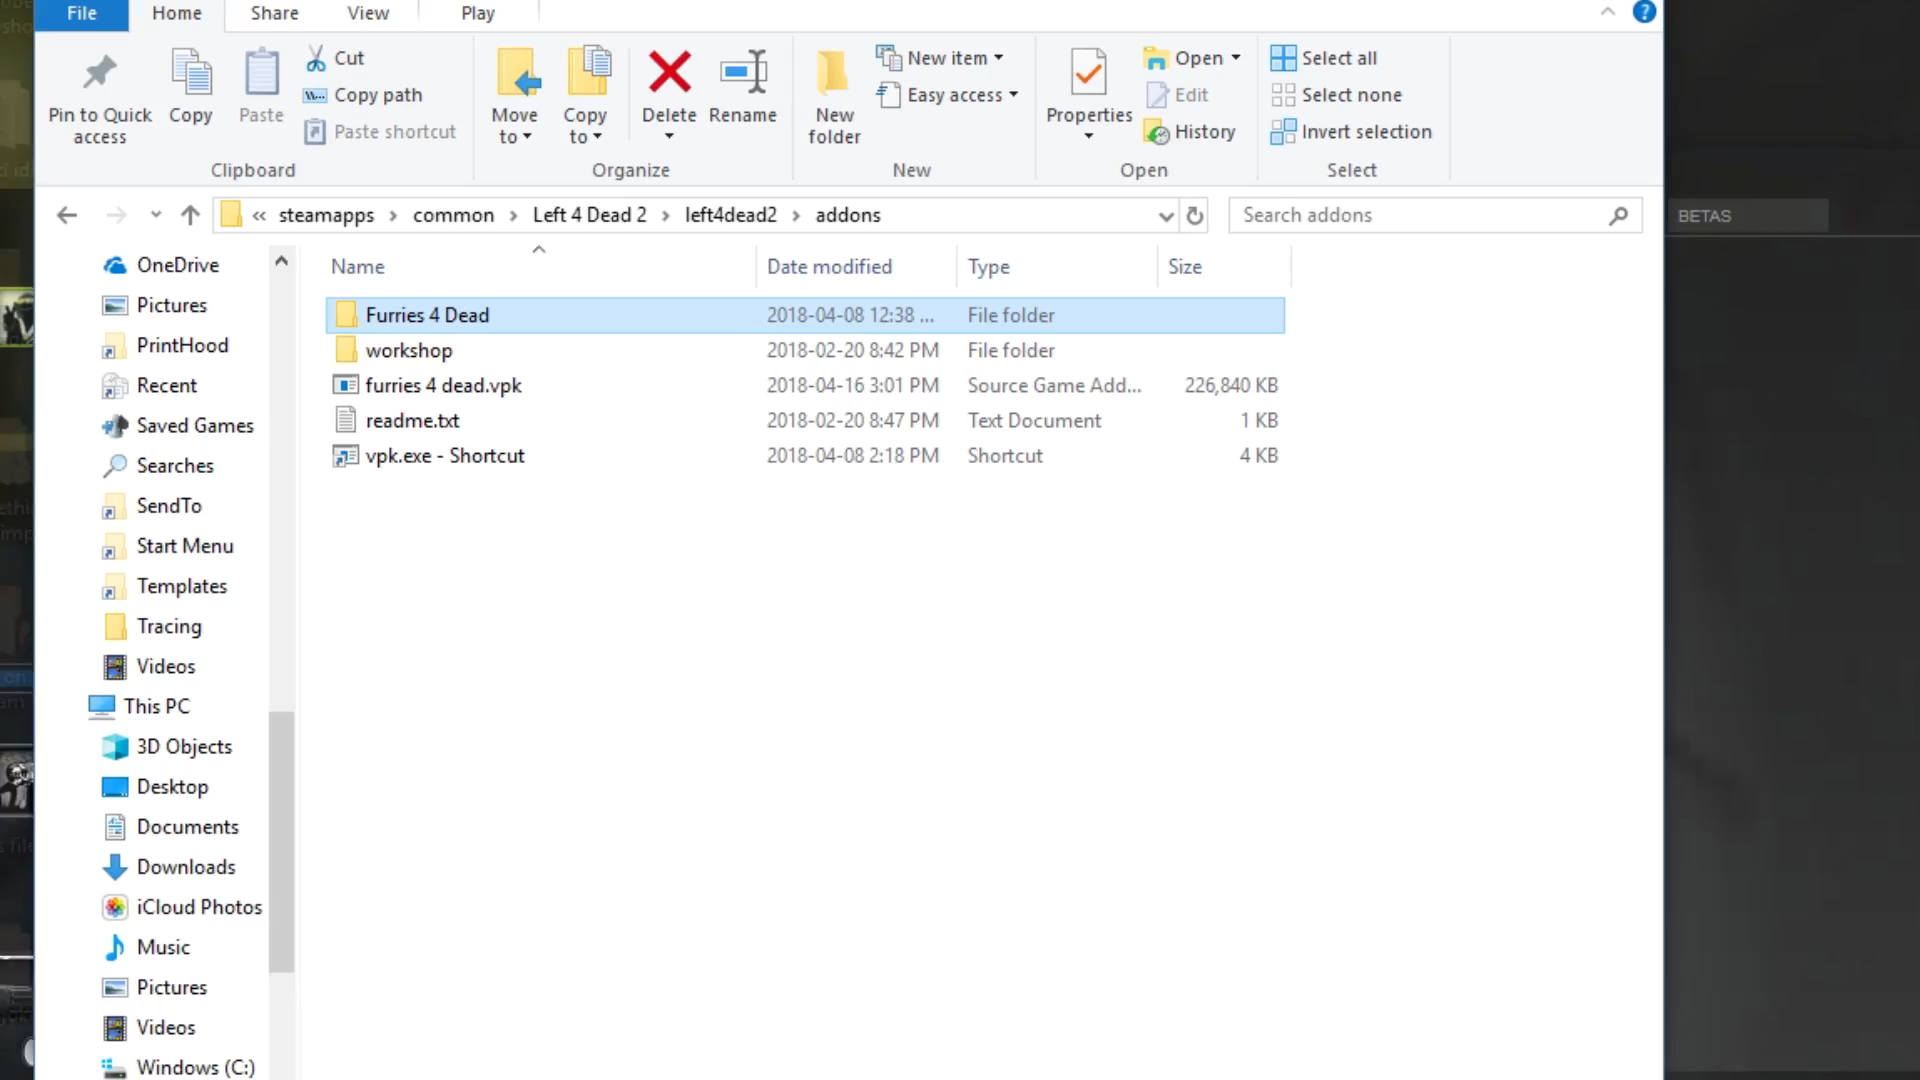 File Home Share View Play
Pin to Quick access
Copy
Paste
Cut
Copy path
Paste shortcut
Clipboard
Move to
Copy to
Delete
Rename
Organize
New folder
New item
Easy access
New
Properties
Open
Edit
History
Open
Select all
Select none
Invert selection
Select
« steamapps > common > Left 4 Dead 2 > left4dead2 > addons
Search addons
BETAS
OneDrive
Pictures
PrintHood
Recent
Saved Games
Searches
SendTo
Start Menu
Templates
Tracing
Videos
This PC
3D Objects
Desktop
Documents
Downloads
iCloud Photos
Music
Pictures
Videos
Windows (C:)
Name Date modified Type Size
Furries 4 Dead 2018-04-08 12:38 ... File folder
workshop 2018-02-20 8:42 PM File folder
furries 4 dead.vpk 2018-04-16 3:01 PM Source Game Add... 226,840 KB
readme.txt 2018-02-20 8:47 PM Text Document 1 KB
vpk.exe - Shortcut 2018-04-08 2:18 PM Shortcut 4 KB